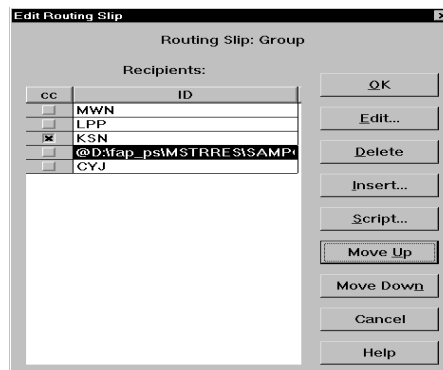 Edit Routing Slip
Routing Slip: Group
Recipients:
cc ID
MWN
LPP
KSN
@D:\fap_ps\MSTRRES\SAMP
CYJ
OK
Edit...
Delete
Insert...
Script...
Move Up
Move Down
Cancel
Help